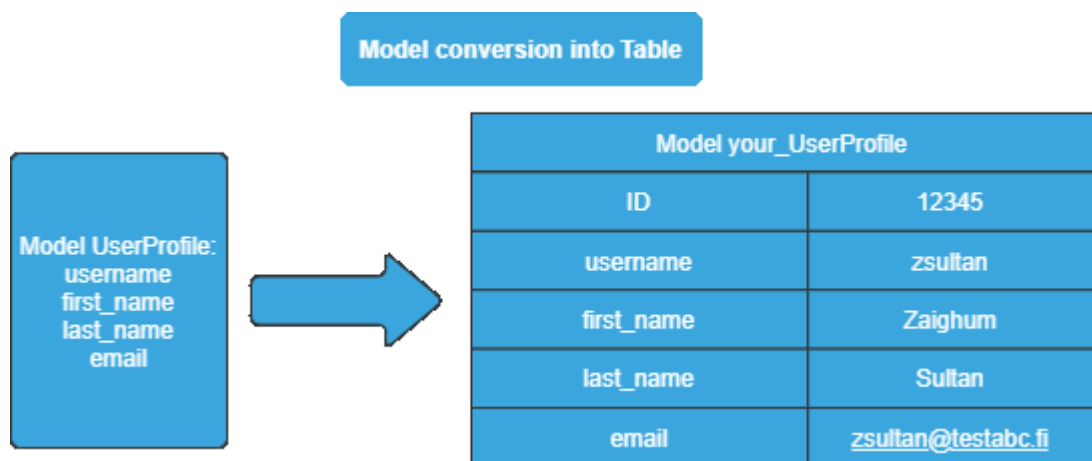 Model conversion into Table
Model UserProfile:
username
first_name
last_name
email
Model your_UserProfile
ID 12345
username zsultan
first_name Zaighum
last_name Sultan
email zsultan@testabc.fi